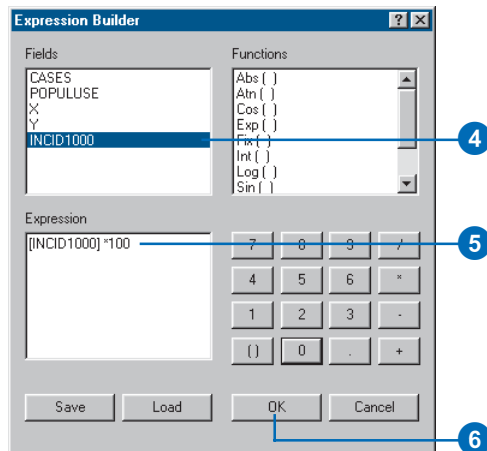 Expression Builder
? X
Fields
CASES
POPULUSE
X
Y
INCID1000
Functions
Abs ( )
Atn ( )
Cos ( )
Exp ( )
Fix ( )
Int ( )
Log ( )
Sin ( )
4
Expression
[INCID1000] *100
5
7 8 9 /
4 5 6 *
1 2 3 -
( ) 0 . +
Save Load OK Cancel
6